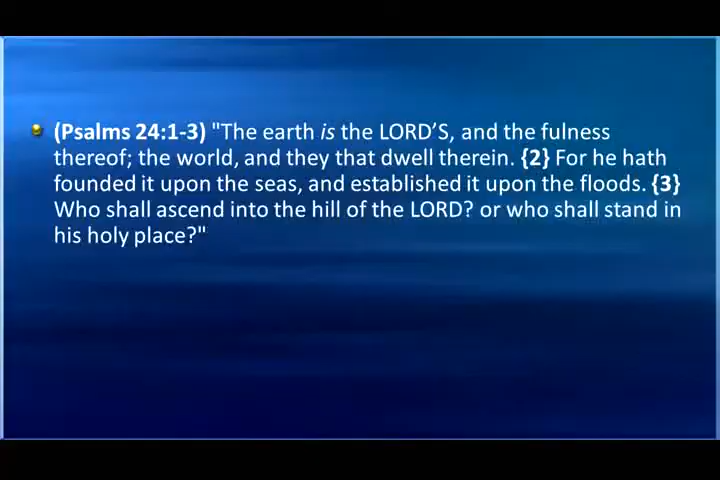 (Psalms 24:1-3) "The earth is the LORD’S, and the fulness
thereof; the world, and they that dwell therein. {2} For he hath
founded it upon the seas, and established it upon the floods. {3}
Who shall ascend into the hill of the LORD? or who shall stand in
his holy place?"